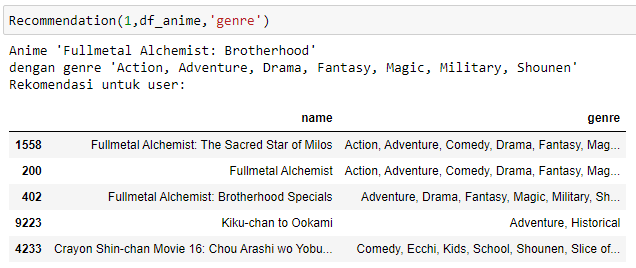 Recommendation(1,df_anime,'genre')
Anime 'Fullmetal Alchemist: Brotherhood'
dengan genre 'Action, Adventure, Drama, Fantasy, Magic, Military, Shounen'
Rekomendasi untuk user:
name genre
1558 Fullmetal Alchemist: The Sacred Star of Milos Action, Adventure, Comedy, Drama, Fantasy, Mag...
200 Fullmetal Alchemist Action, Adventure, Comedy, Drama, Fantasy, Mag...
402 Fullmetal Alchemist: Brotherhood Specials Adventure, Drama, Fantasy, Magic, Military, Sh...
9223 Kiku-chan to Ookami Adventure, Historical
4233 Crayon Shin-chan Movie 16: Chou Arashi wo Yobu... Comedy, Ecchi, Kids, School, Shounen, Slice of...